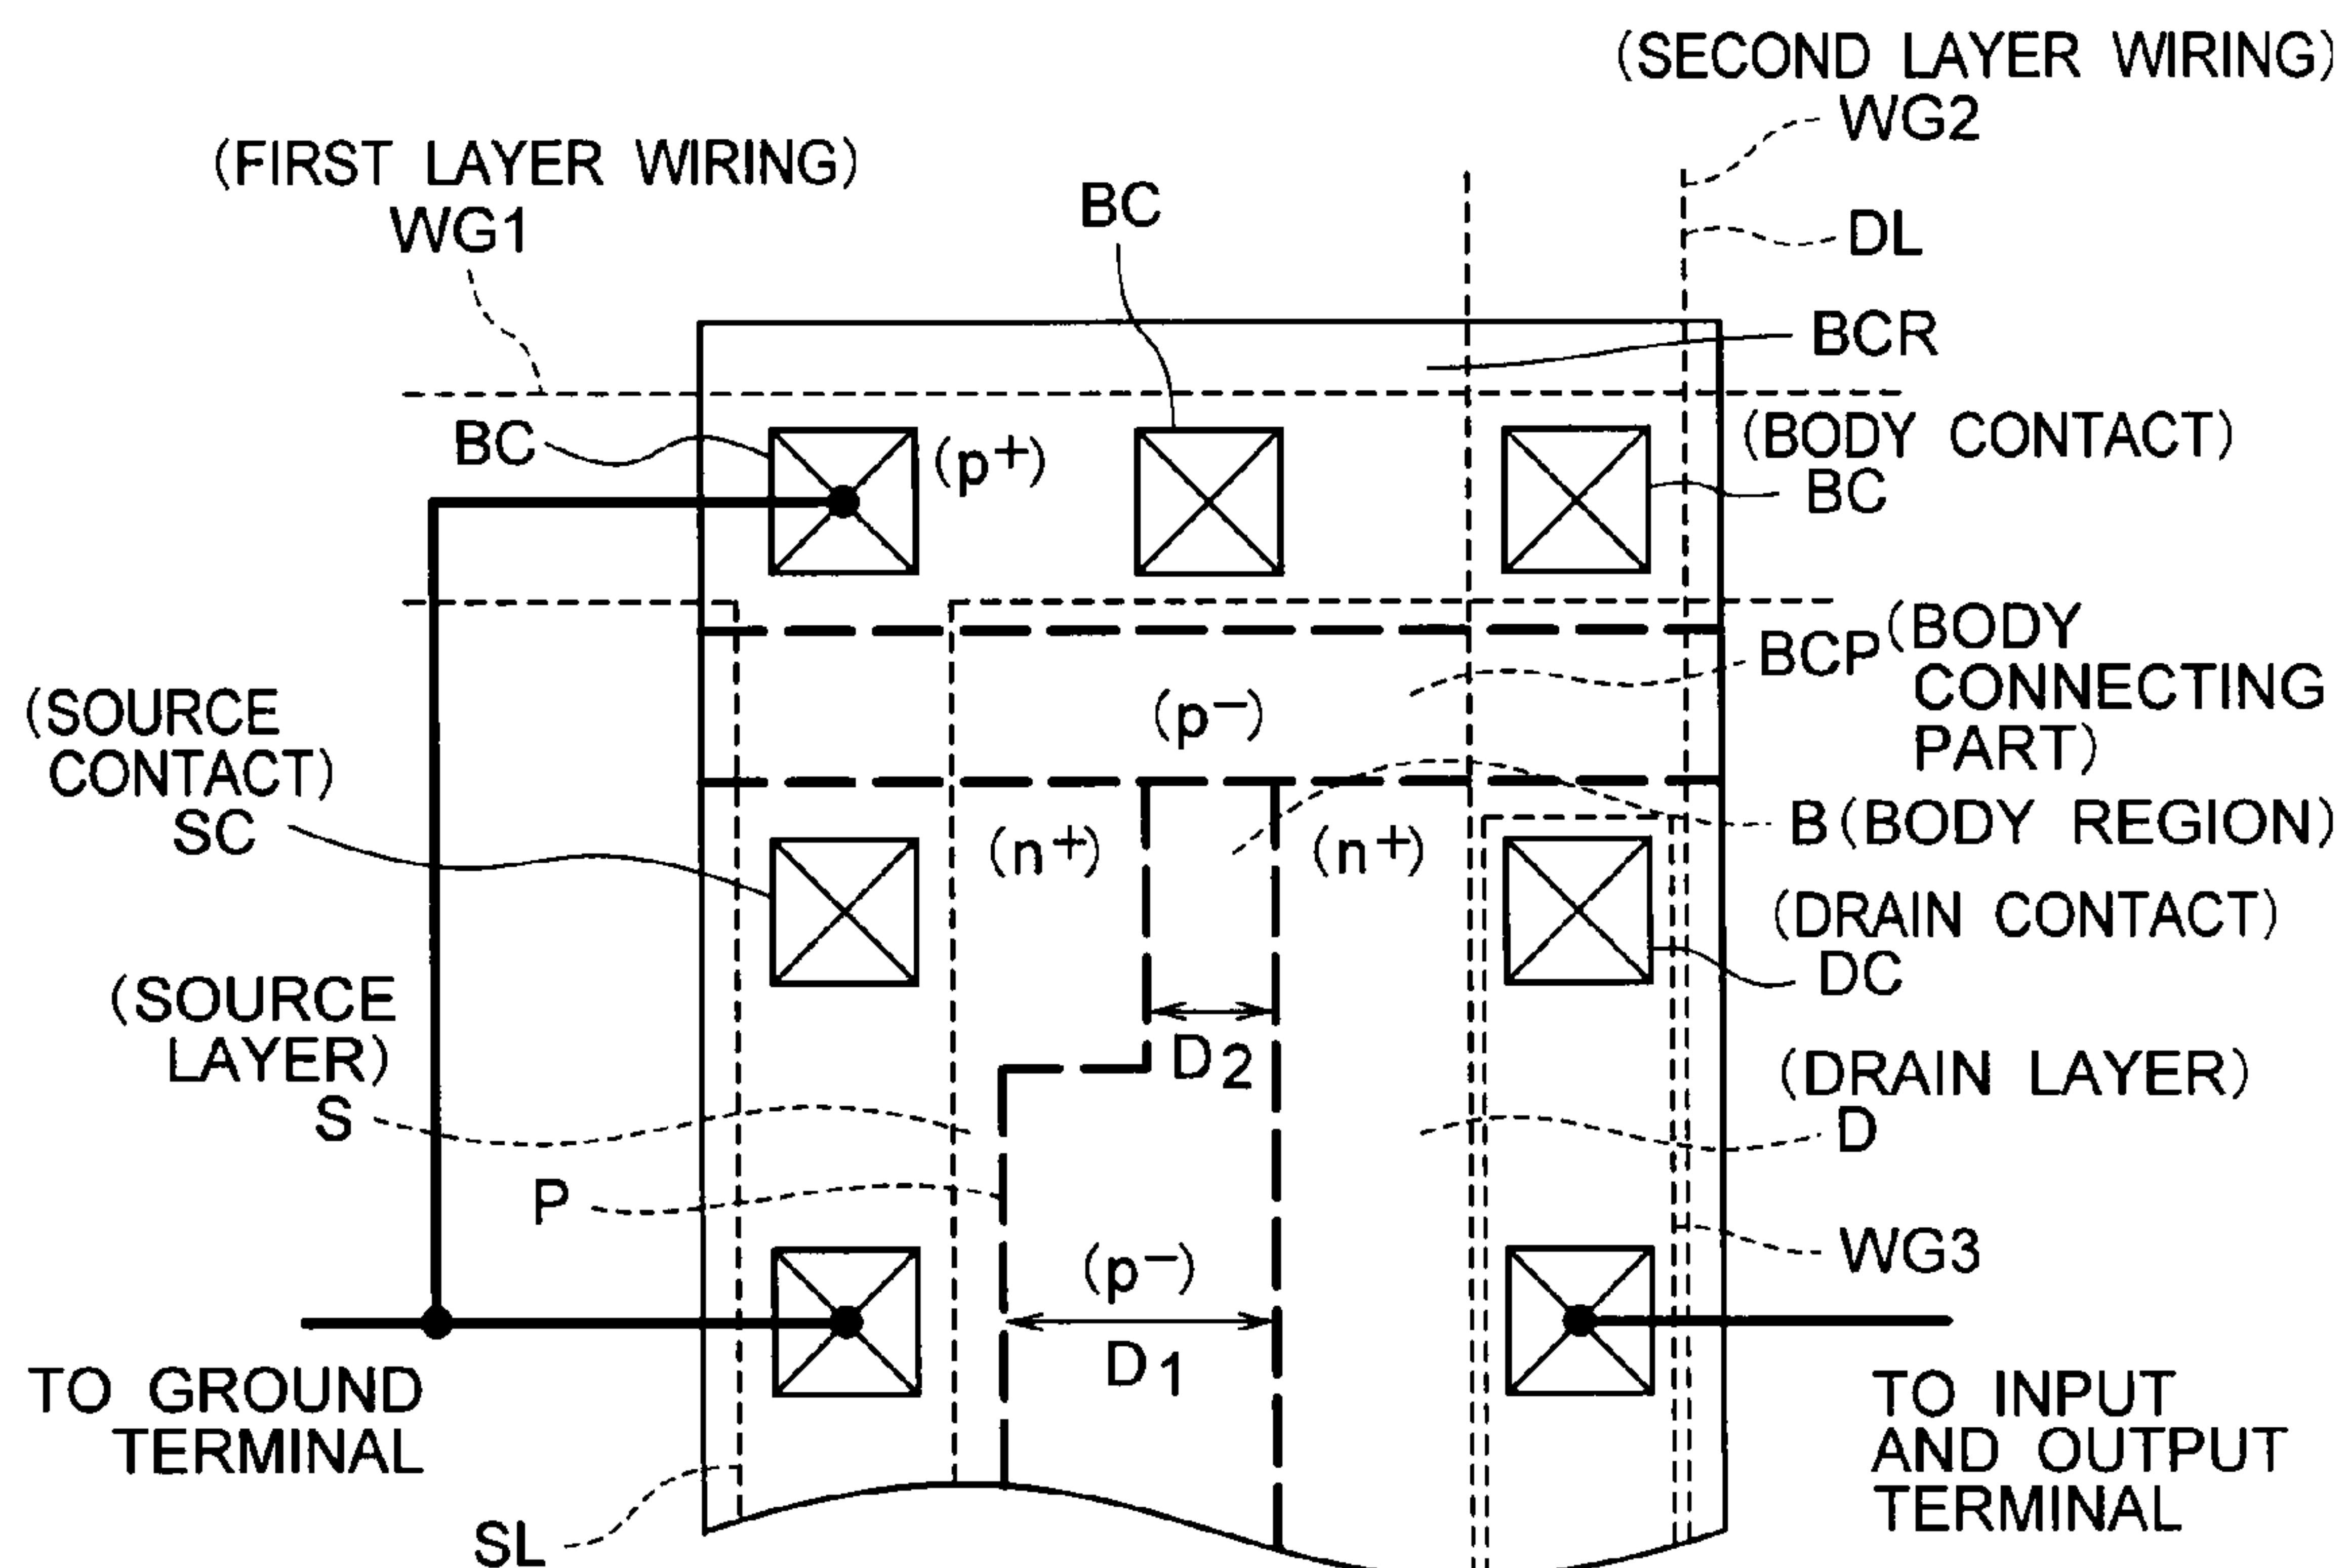 (SECOND LAYER WIRING)
WG2
(FIRST LAYER WIRING)
WG1
BC
DL
BCR
BC
(p+)
(BODY CONTACT)
BC
BCP
(BODY
CONNECTING
PART)
(SOURCE
CONTACT)
SC
(p−)
(n+)
(n+)
B (BODY REGION)
(DRAIN CONTACT)
DC
(SOURCE
LAYER)
S
D2
(DRAIN LAYER)
D
P
(p−)
D1
WG3
TO GROUND
TERMINAL
TO INPUT
AND OUTPUT
TERMINAL
SL